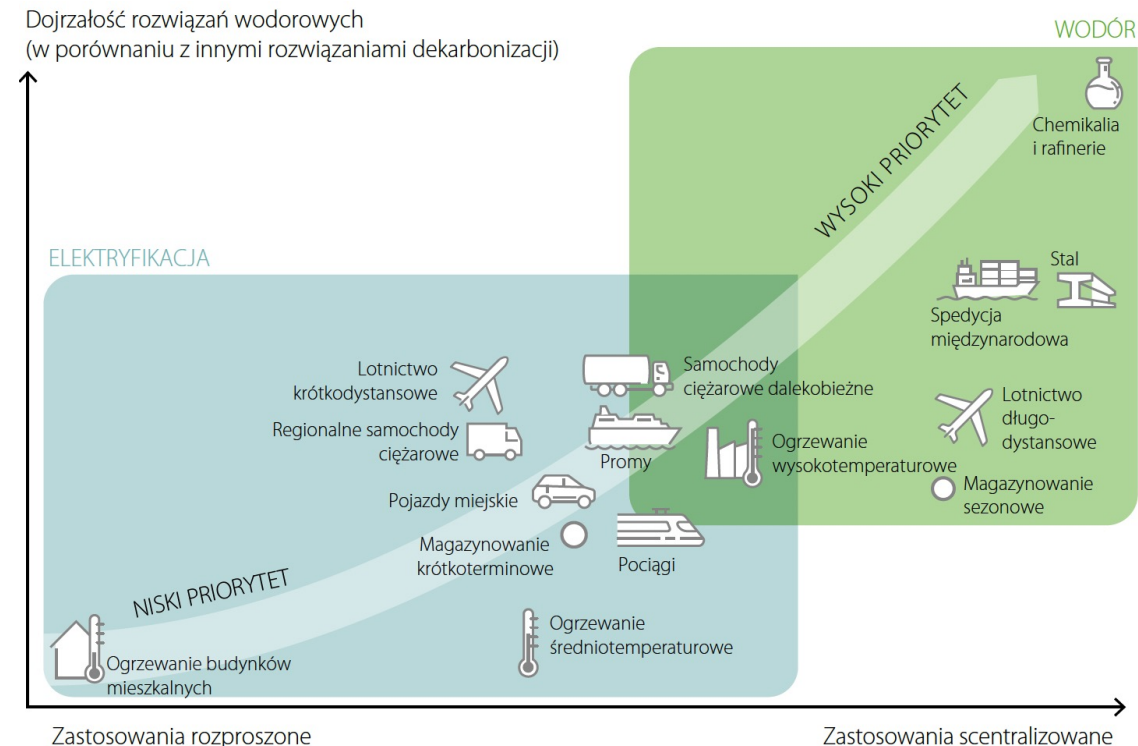 Dojrzałość rozwiązań wodorowych
(w porównaniu z innymi rozwiązaniami dekarbonizacji)
WODÓR
Chemikalia
i rafinerie
WYSOKI PRIORYTET
ELEKTRYFIKACJA
Stal
Spedycja
międzynarodowa
Lotnictwo
krótkodystansowe
Samochody
ciężarowe dalekobieżne
Lotnictwo
długo-
dystansowe
Regionalne samochody
ciężarowe
Promy
Ogrzewanie
wysokotemperaturowe
Magazynowanie
sezonowe
Pojazdy miejskie
Magazynowanie
krótkoterminowe
Pociągi
NISKI PRIORYTET
Ogrzewanie
średniotemperaturowe
Ogrzewanie budynków
mieszkalnych
Zastosowania rozproszone
Zastosowania scentralizowane